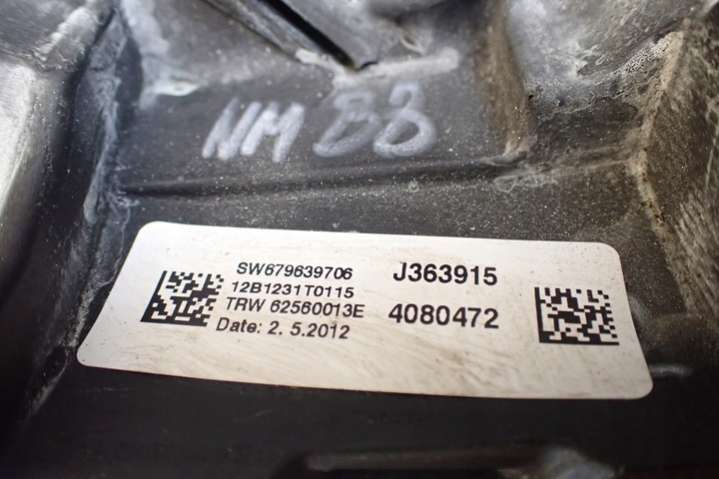 NM BB
SW679639706
12B1231T0115
TRW 62560013E
Date: 2. 5.2012
J363915
4080472